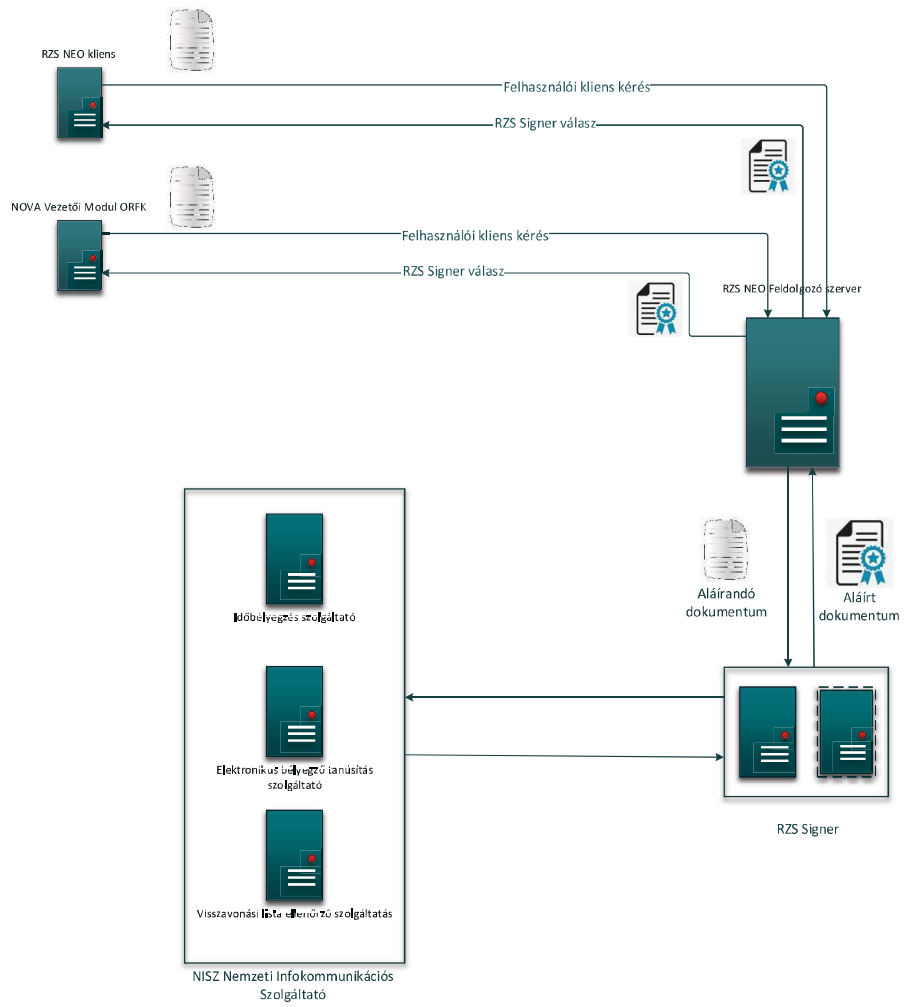 RZS NEO kliens
Felhasználói kliens kérés
RZS Signer válasz
NOVA Vezetői Modul ORFK
Felhasználói kliens kérés
RZS Signer válasz
RZS NEO Feldolgozó szerver
Aláírandó
dokumentum
Aláírt
dokumentum
Időbélyegzés szolgáltató
Elektronikus bélyegző tanúsítás
szolgáltató
Visszavonási lista ellenőrző szolgáltatás
RZS Signer
NISZ Nemzeti Infokommunikációs
Szolgáltató